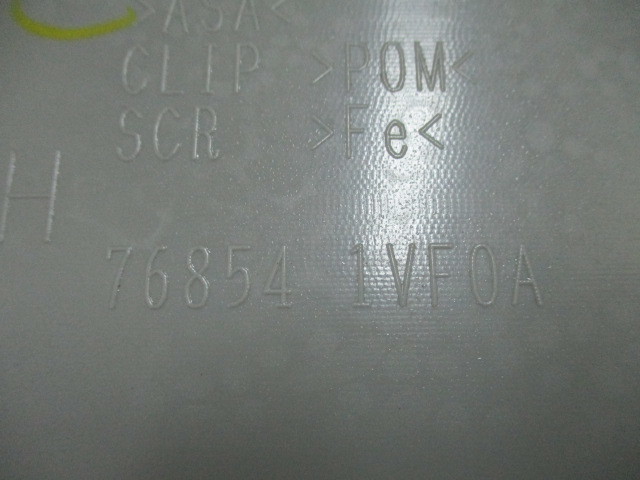 >ASA<
CLIP >POM<
SCR >Fe<
H
76854 1VF0A